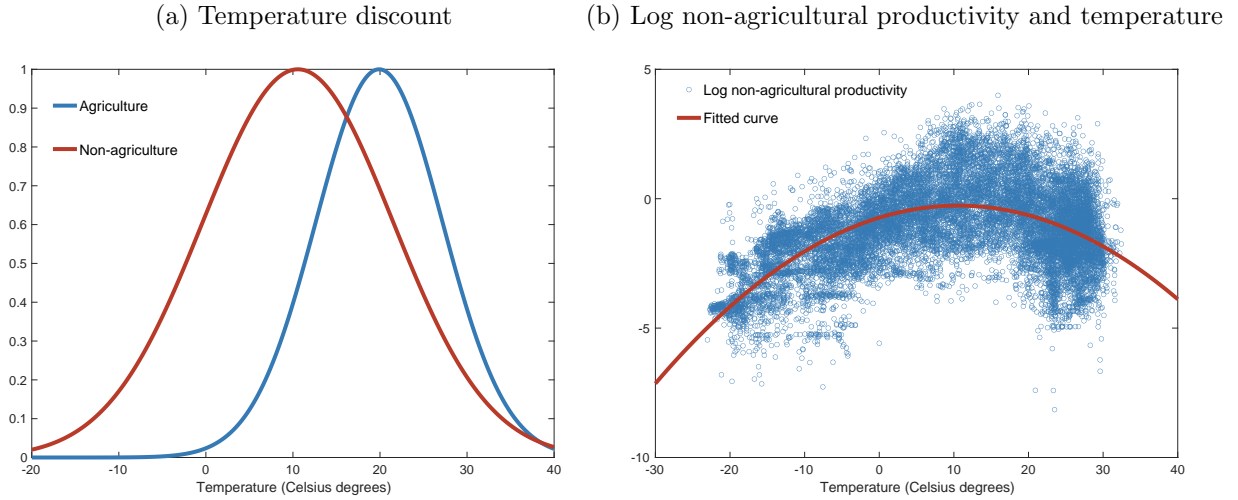 (a) Temperature discount
1
0.9
0.8
0.7
0.6
0.5
0.4
0.3
0.2
0.1
0
-20 -10 0 10 20 30 40
Temperature (Celsius degrees)
Agriculture
Non-agriculture
(b) Log non-agricultural productivity and temperature
5
0
-5
-10
-30 -20 -10 0 10 20 30 40
Temperature (Celsius degrees)
Log non-agricultural productivity
Fitted curve